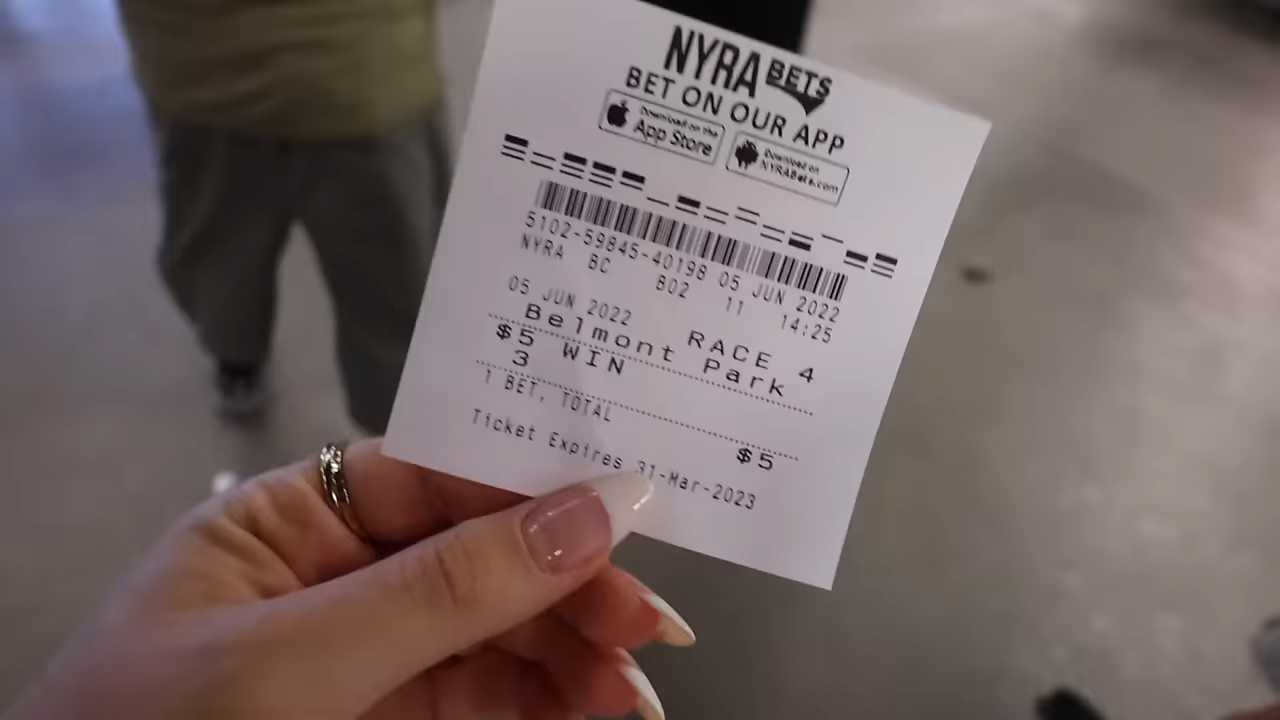 NYRA BETS
BET ON OUR APP
Download on the App Store
Download on NYRABets.com
5102-59845-40198 05 JUN 2022
NYRA BC B0Z 11 14:25
05 JUN 2022 RACE 4
Belmont Park
$5 WIN
3
1 BET, TOTAL $5
Ticket Expires 31-Mar-2023